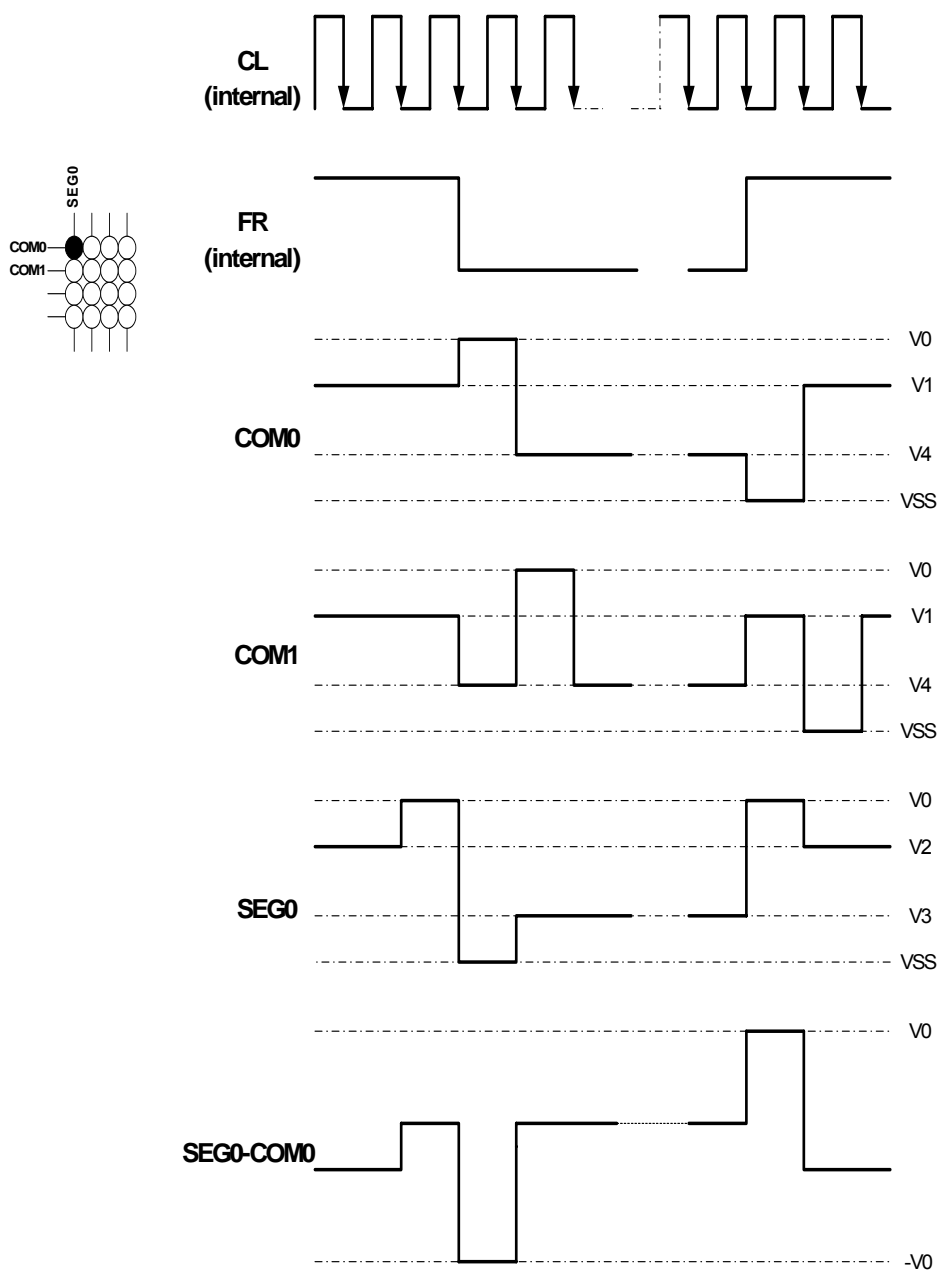 CL
(internal)
SEG0
COM0
COM1
FR
(internal)
V0
V1
COM0
V4
VSS
V0
V1
COM1
V4
VSS
V0
V2
SEG0
V3
VSS
V0
SEG0-COM0
-V0